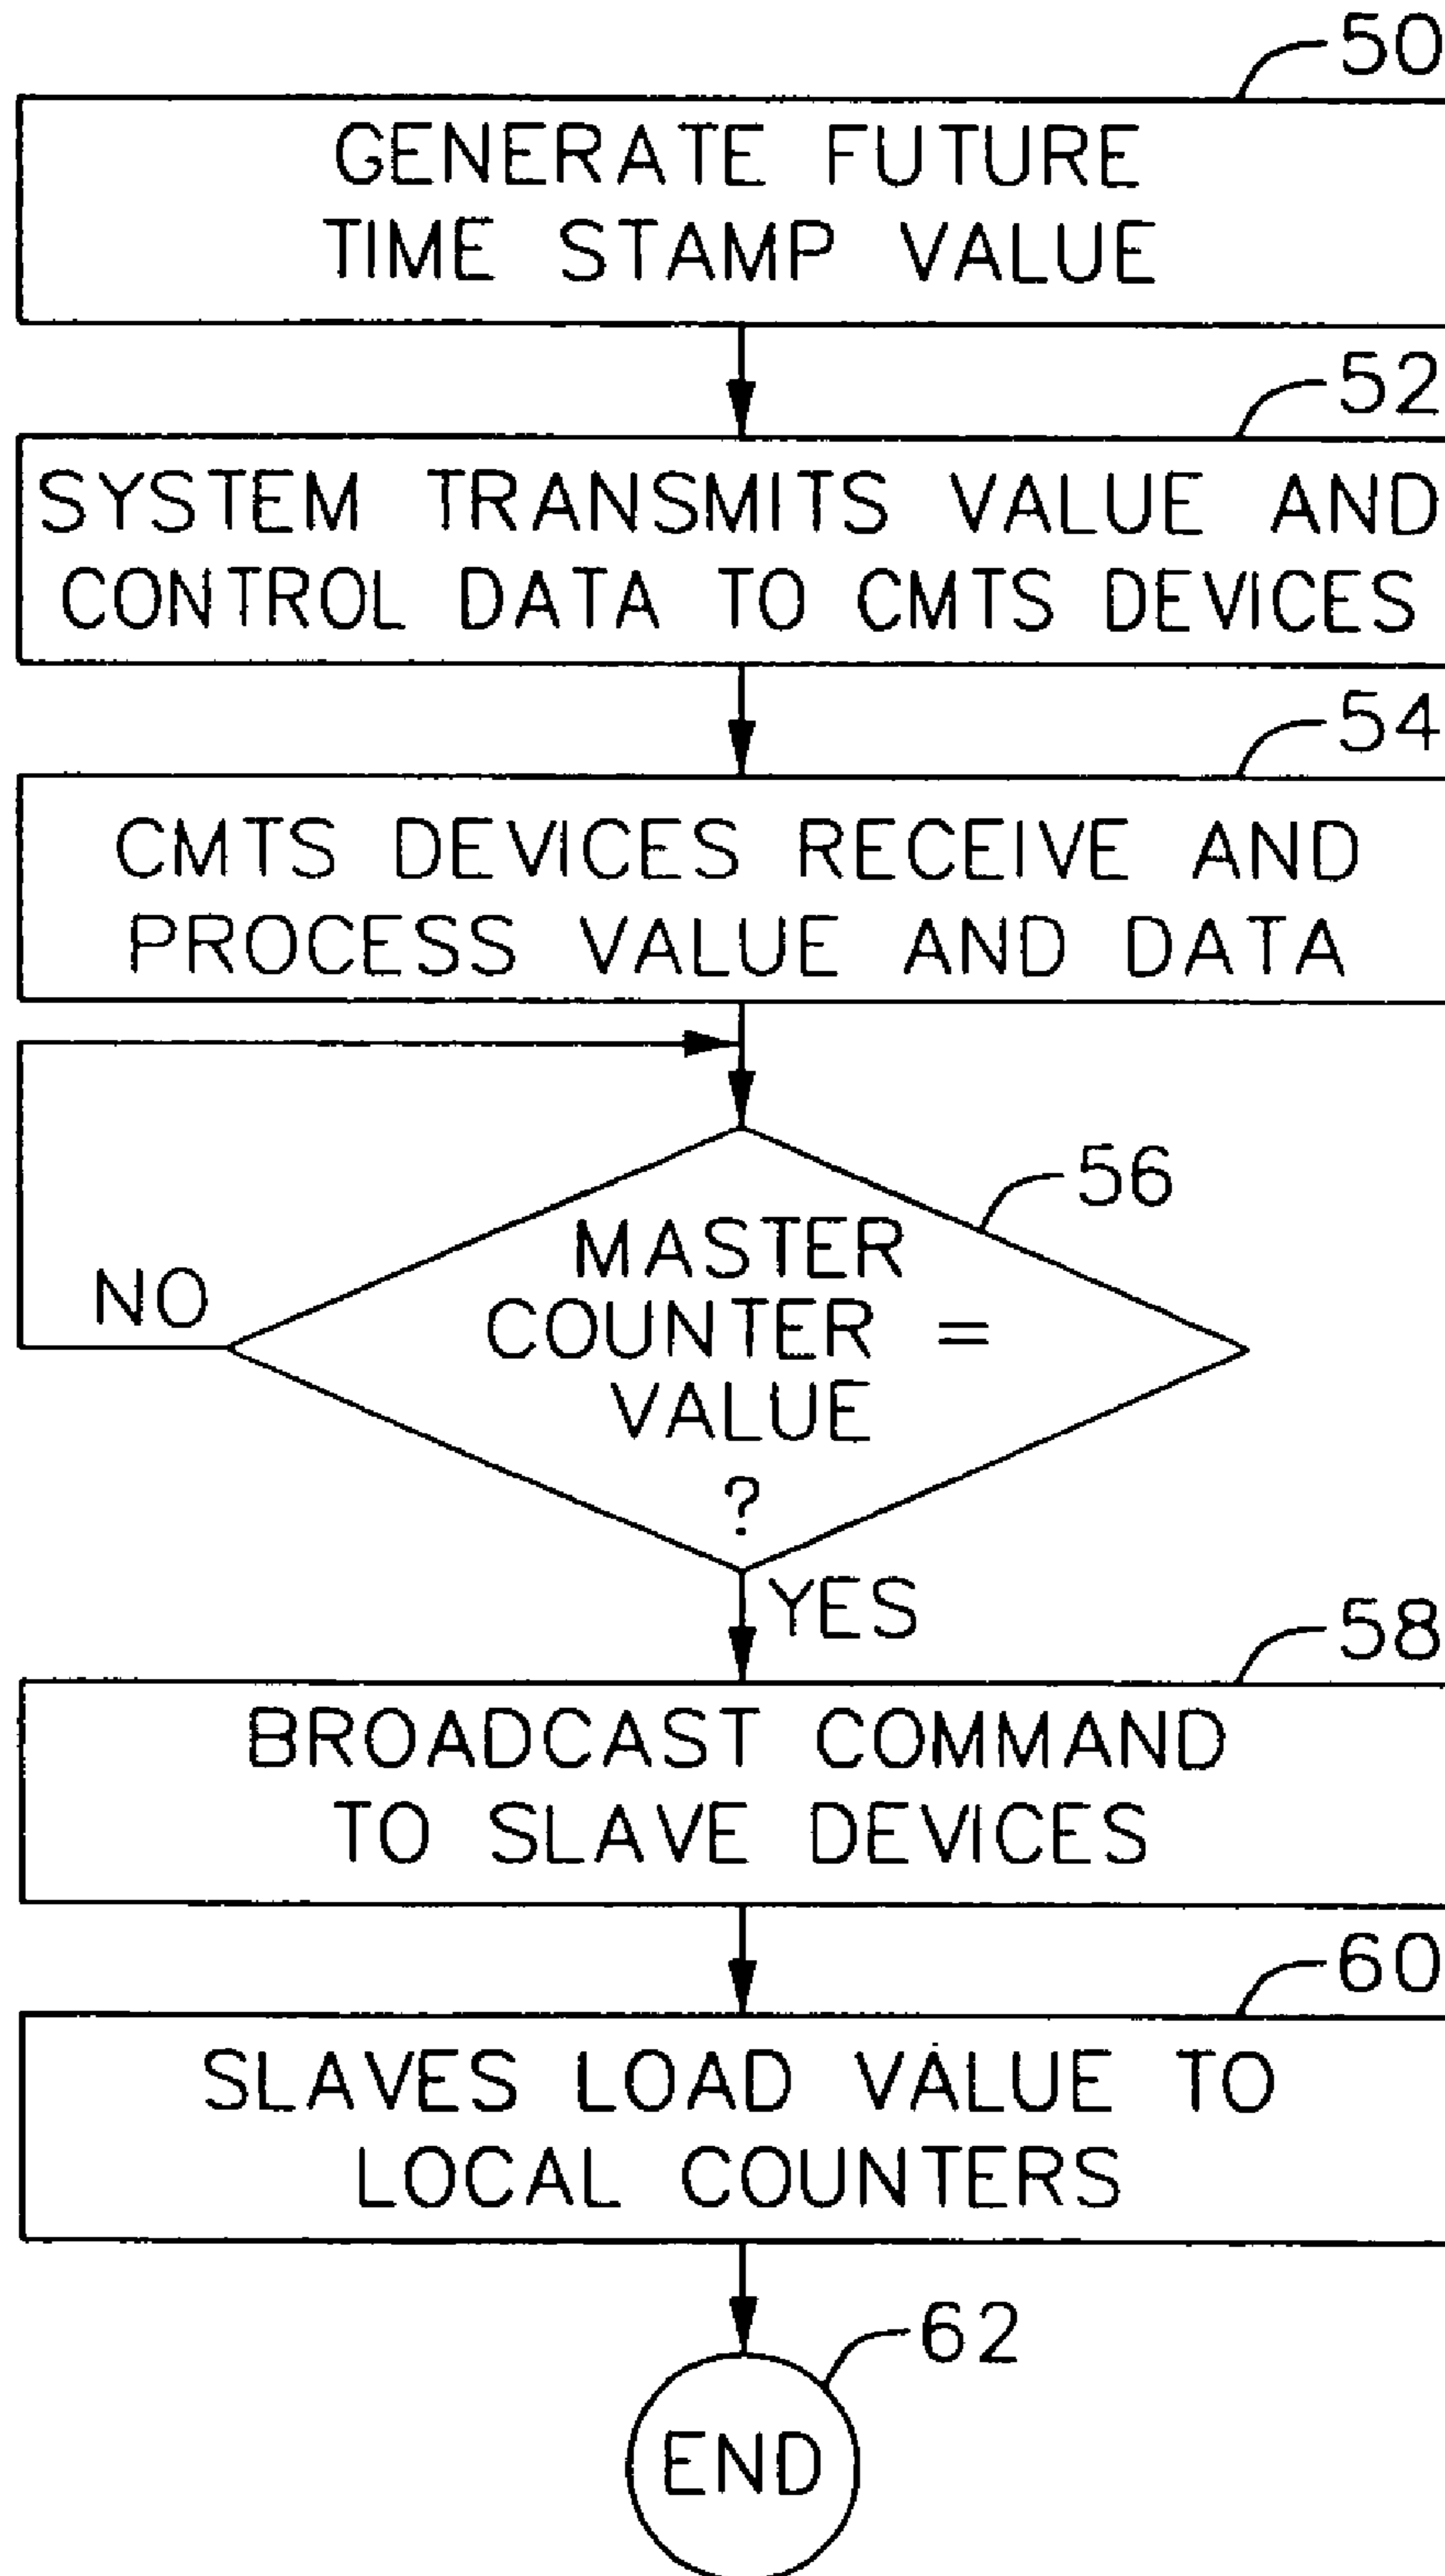 50
GENERATE FUTURE
TIME STAMP VALUE
52
SYSTEM TRANSMITS VALUE AND
CONTROL DATA TO CMTS DEVICES
54
CMTS DEVICES RECEIVE AND
PROCESS VALUE AND DATA
56
MASTER
COUNTER =
VALUE
?
NO
YES
58
BROADCAST COMMAND
TO SLAVE DEVICES
60
SLAVES LOAD VALUE TO
LOCAL COUNTERS
62
END